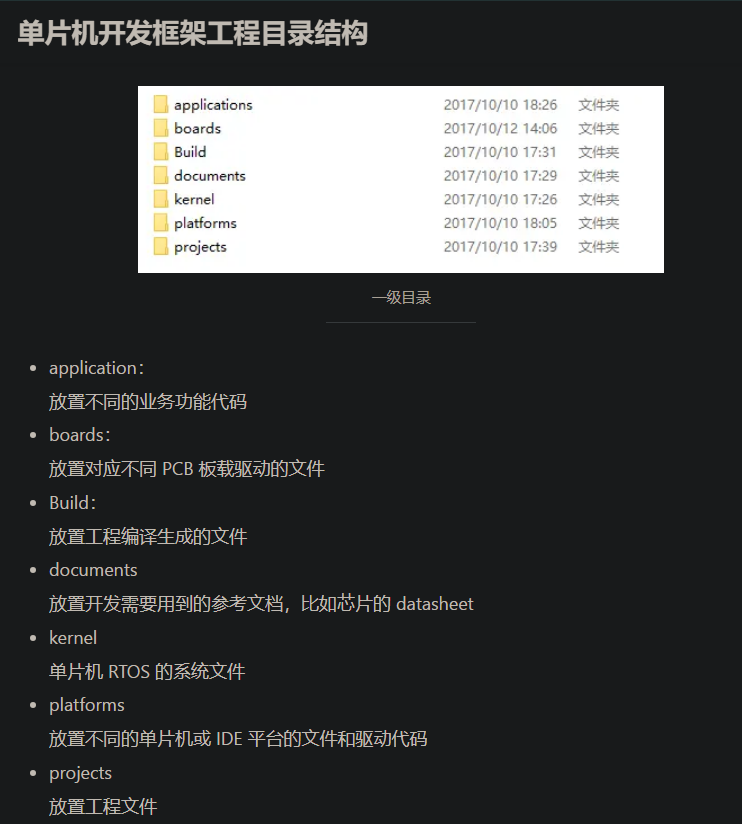 单片机开发框架工程目录结构
applications 2017/10/10 18:26 文件夹
boards 2017/10/12 14:06 文件夹
Build 2017/10/10 17:31 文件夹
documents 2017/10/10 17:29 文件夹
kernel 2017/10/10 17:26 文件夹
platforms 2017/10/10 18:05 文件夹
projects 2017/10/10 17:39 文件夹
一级目录
• application：
放置不同的业务功能代码
• boards：
放置对应不同 PCB 板载驱动的文件
• Build：
放置工程编译生成的文件
• documents
放置开发需要用到的参考文档，比如芯片的 datasheet
• kernel
单片机 RTOS 的系统文件
• platforms
放置不同的单片机或 IDE 平台的文件和驱动代码
• projects
放置工程文件